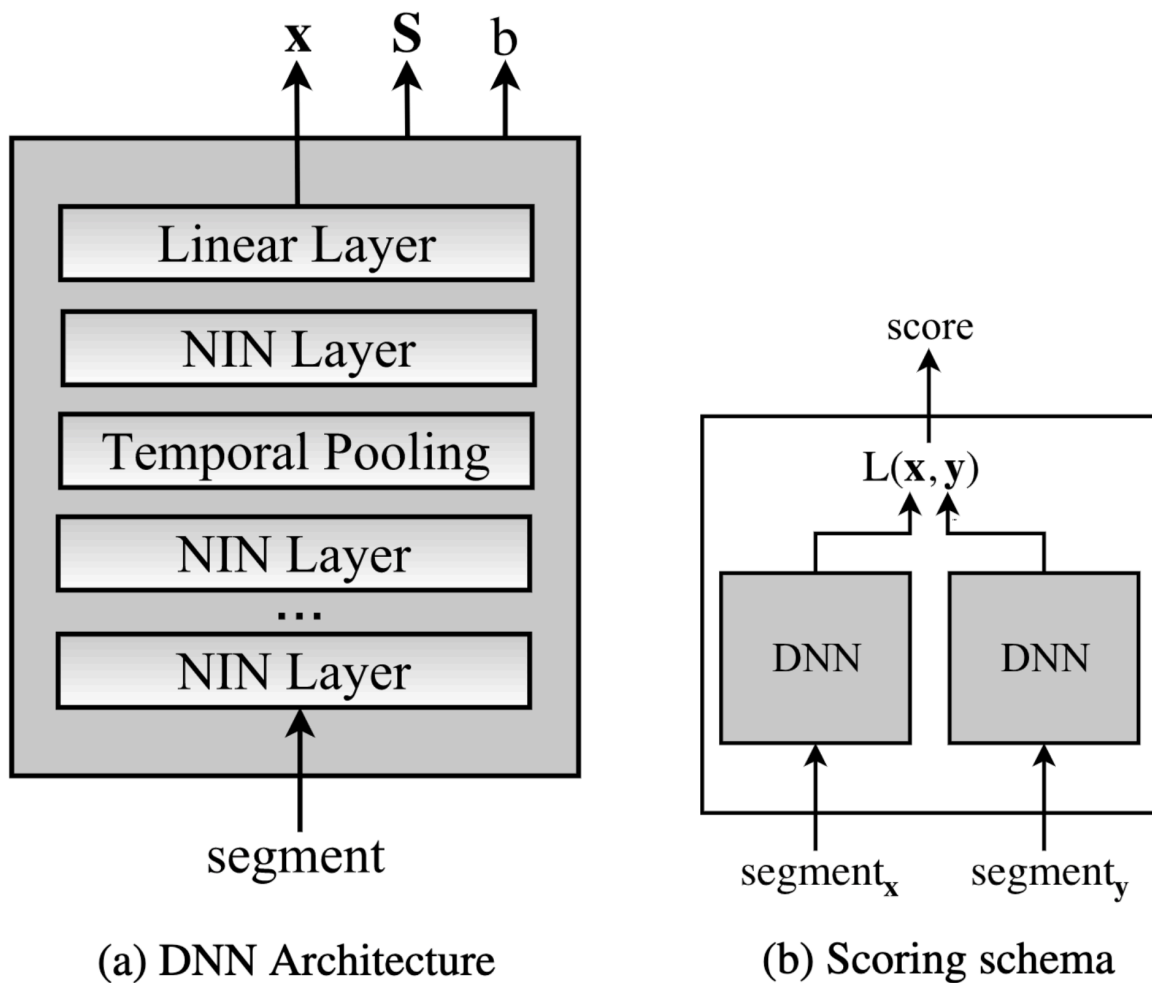 x S b
Linear Layer
NIN Layer
Temporal Pooling
NIN Layer
...
NIN Layer
segment
(a) DNN Architecture
score
L(x, y)
DNN DNN
segmentₓ segmentᵧ
(b) Scoring schema